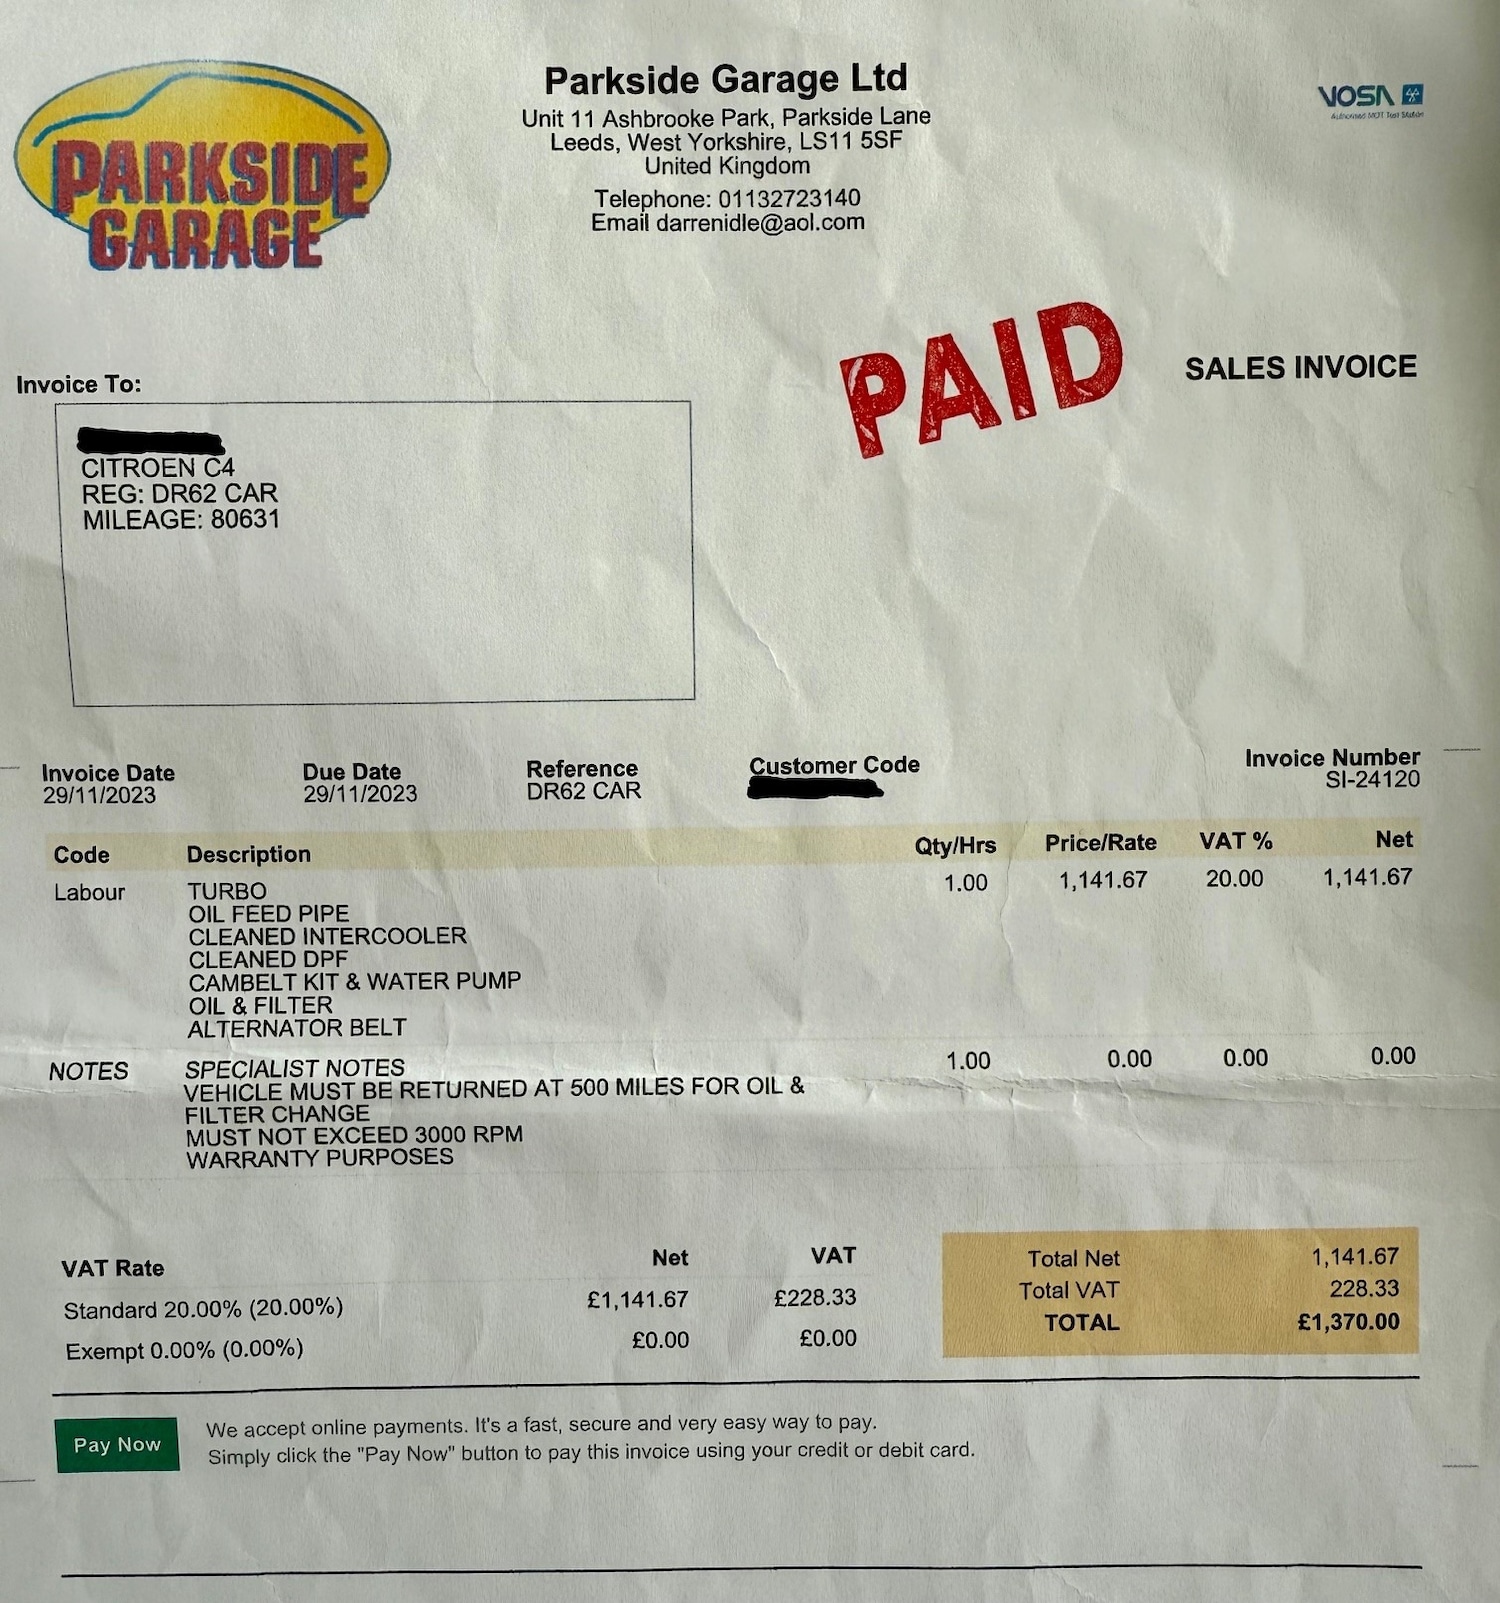 PARKSIDE
GARAGE
Parkside Garage Ltd
Unit 11 Ashbrooke Park, Parkside Lane
Leeds, West Yorkshire, LS11 5SF
United Kingdom
Telephone: 01132723140
Email darrenidle@aol.com
VOSA
Authorised MOT Test Station
PAID
SALES INVOICE
Invoice To:
CITROEN C4
REG: DR62 CAR
MILEAGE: 80631
Invoice Date Due Date Reference Customer Code Invoice Number
29/11/2023 29/11/2023 DR62 CAR SI-24120
Code Description Qty/Hrs Price/Rate VAT % Net
Labour TURBO 1.00 1,141.67 20.00 1,141.67
OIL FEED PIPE
CLEANED INTERCOOLER
CLEANED DPF
CAMBELT KIT & WATER PUMP
OIL & FILTER
ALTERNATOR BELT
NOTES SPECIALIST NOTES 1.00 0.00 0.00 0.00
VEHICLE MUST BE RETURNED AT 500 MILES FOR OIL &
FILTER CHANGE
MUST NOT EXCEED 3000 RPM
WARRANTY PURPOSES
VAT Rate Net VAT
Standard 20.00% (20.00%) £1,141.67 £228.33
Exempt 0.00% (0.00%) £0.00 £0.00
Total Net 1,141.67
Total VAT 228.33
TOTAL £1,370.00
Pay Now
We accept online payments. It's a fast, secure and very easy way to pay.
Simply click the "Pay Now" button to pay this invoice using your credit or debit card.